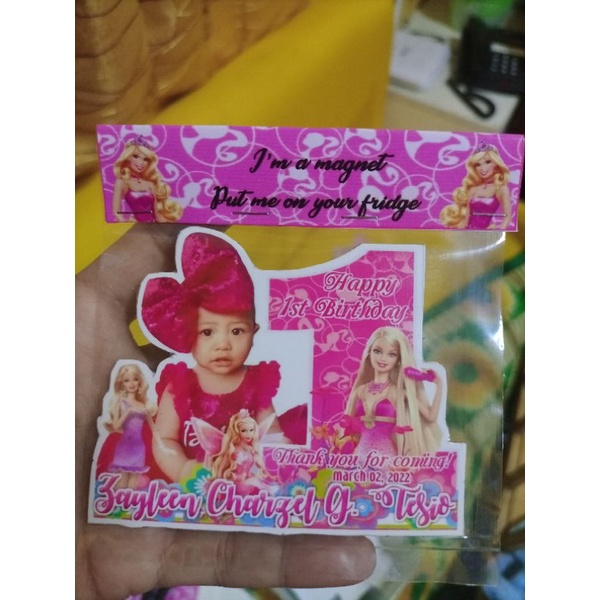 I'm a magnet
Put me on your fridge
Happy
1st Birthday
Thank you for coming!
March 02, 2022
Zayleen Charzel G. Tesio